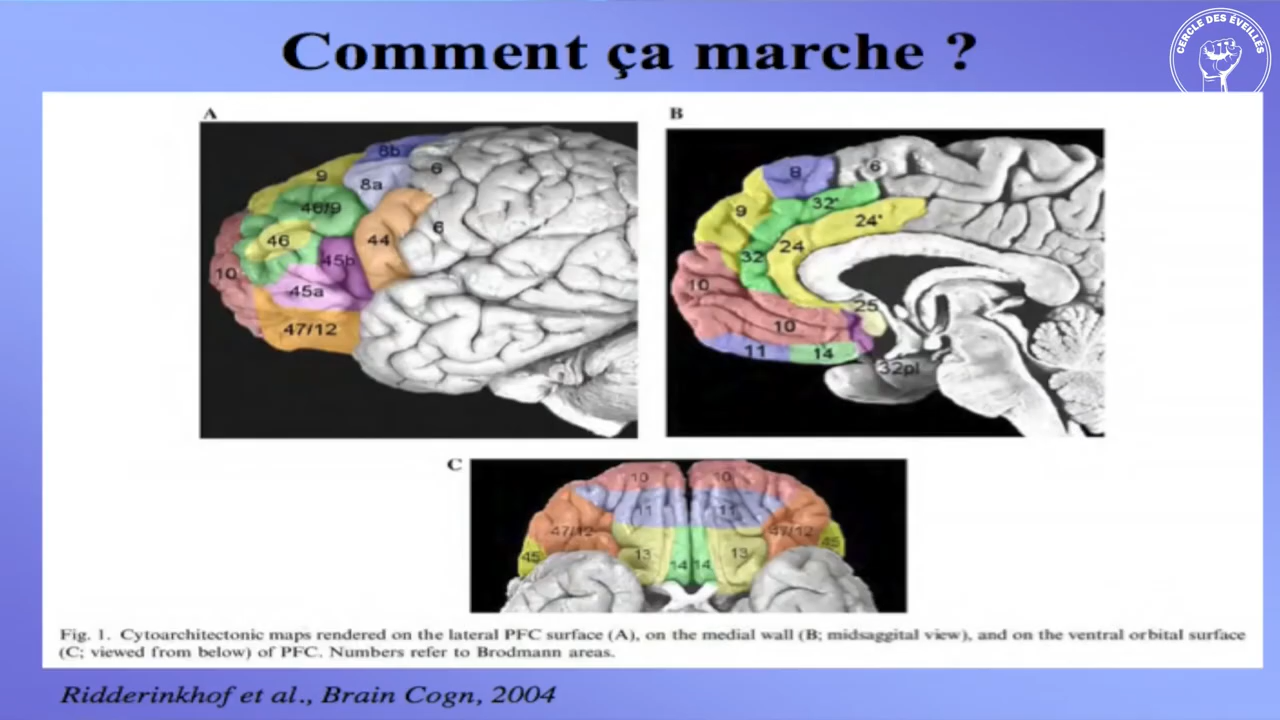 Comment ça marche ?
CERCLE DES ÉVEILLÉS
A
8b
6
9
8a
46/9
6
46
44
45b
10
45a
47/12
B
8
6
9
32'
24'
24
32
10
25
10
11
14
32pl
C
10
10
11
11
47/12
47/12
45
45
13
13
14
14
Fig. 1. Cytoarchitectonic maps rendered on the lateral PFC surface (A), on the medial wall (B; midsaggital view), and on the ventral orbital surface
(C; viewed from below) of PFC. Numbers refer to Brodmann areas.
Ridderinkhof et al., Brain Cogn, 2004